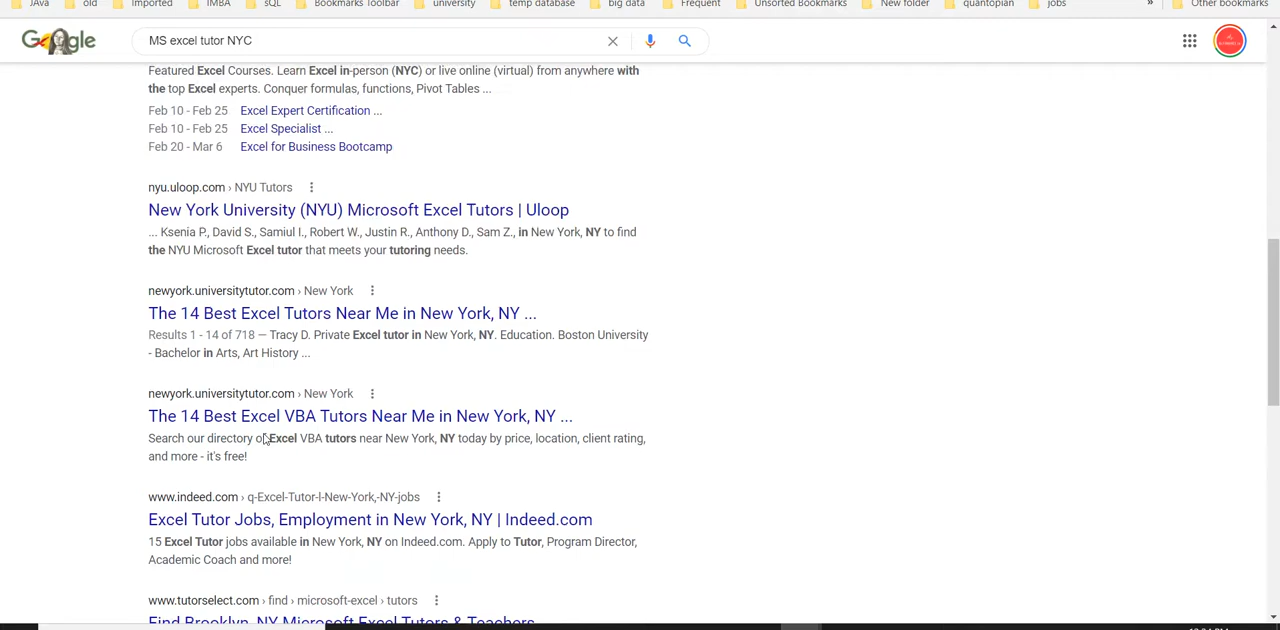 JAva old Imported IMBA sQL Bookmarks Toolbar university temp database big data Frequent Unsorted Bookmarks New folder quantopian jobs » Other bookmarks
Google MS excel tutor NYC
Featured Excel Courses. Learn Excel in-person (NYC) or live online (virtual) from anywhere with
the top Excel experts. Conquer formulas, functions, Pivot Tables ...
Feb 10 - Feb 25 Excel Expert Certification ...
Feb 10 - Feb 25 Excel Specialist ...
Feb 20 - Mar 6 Excel for Business Bootcamp
nyu.uloop.com › NYU Tutors
New York University (NYU) Microsoft Excel Tutors | Uloop
... Ksenia P., David S., Samiul I., Robert W., Justin R., Anthony D., Sam Z., in New York, NY to find
the NYU Microsoft Excel tutor that meets your tutoring needs.
newyork.universitytutor.com › New York
The 14 Best Excel Tutors Near Me in New York, NY ...
Results 1 - 14 of 718 — Tracy D. Private Excel tutor in New York, NY. Education. Boston University
- Bachelor in Arts, Art History ...
newyork.universitytutor.com › New York
The 14 Best Excel VBA Tutors Near Me in New York, NY ...
Search our directory of Excel VBA tutors near New York, NY today by price, location, client rating,
and more - it's free!
www.indeed.com › q-Excel-Tutor-l-New-York,-NY-jobs
Excel Tutor Jobs, Employment in New York, NY | Indeed.com
15 Excel Tutor jobs available in New York, NY on Indeed.com. Apply to Tutor, Program Director,
Academic Coach and more!
www.tutorselect.com › find › microsoft-excel › tutors
Find Brooklyn, NY Microsoft Excel Tutors & Teachers